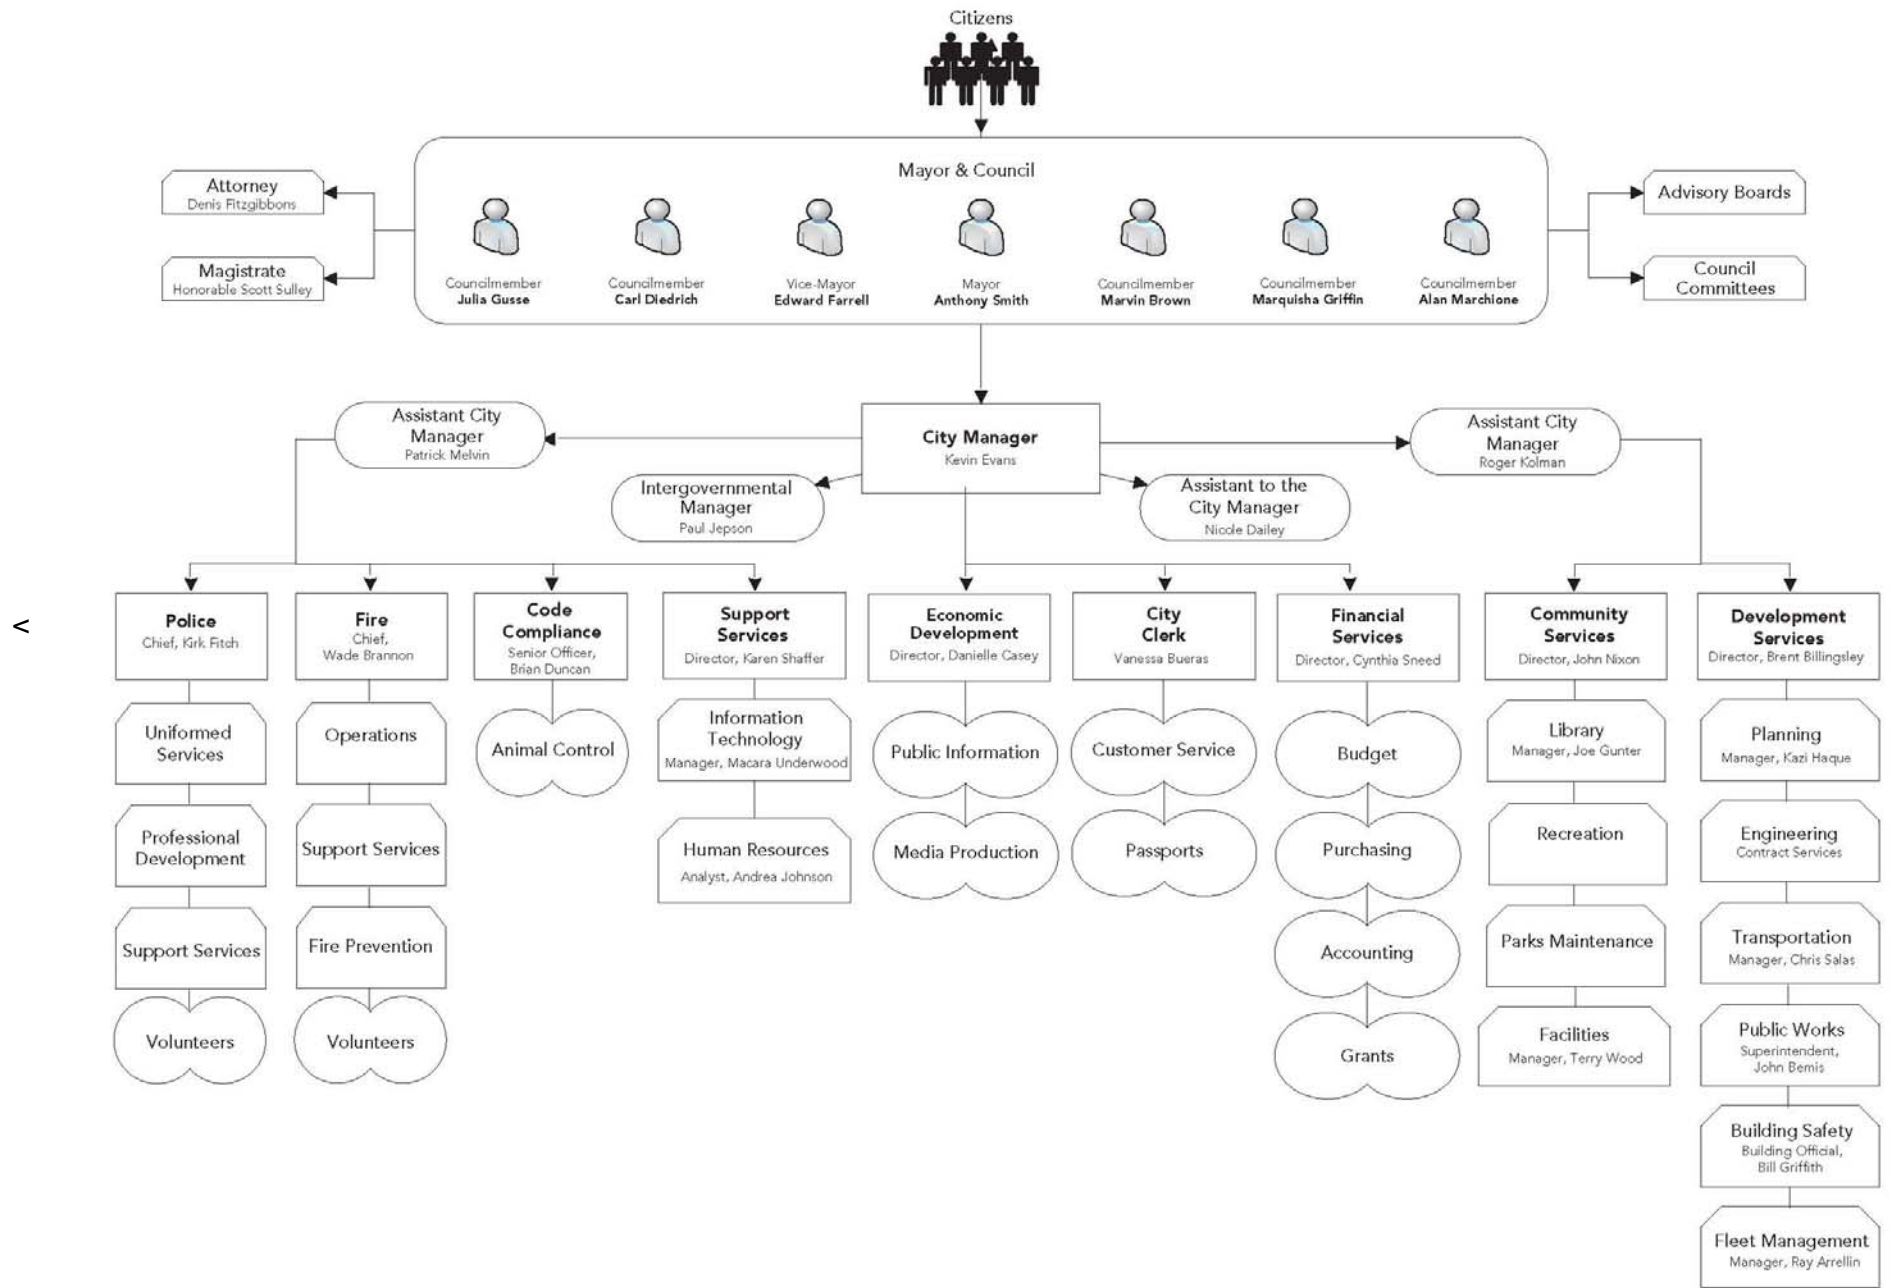 Citizens
Mayor & Council
Attorney
Denis Fitzgibbons
Magistrate
Honorable Scott Sulley
Councilmember
Julia Gusse
Councilmember
Carl Diedrich
Vice-Mayor
Edward Farrell
Mayor
Anthony Smith
Councilmember
Marvin Brown
Councilmember
Marquisha Griffin
Councilmember
Alan Marchione
Advisory Boards
Council
Committees
Assistant City
Manager
Patrick Melvin
City Manager
Kevin Evans
Assistant City
Manager
Roger Kolman
Intergovernmental
Manager
Paul Jepson
Assistant to the
City Manager
Nicole Dailey
<
Police
Chief, Kirk Fitch
Uniformed
Services
Professional
Development
Support Services
Volunteers
Fire
Chief,
Wade Brannon
Operations
Support Services
Fire Prevention
Volunteers
Code
Compliance
Senior Officer,
Brian Duncan
Animal Control
Support
Services
Director, Karen Shaffer
Information
Technology
Manager, Macara Underwood
Human Resources
Analyst, Andrea Johnson
Economic
Development
Director, Danielle Casey
Public Information
Media Production
City
Clerk
Vanessa Bueras
Customer Service
Passports
Financial
Services
Director, Cynthia Sneed
Budget
Purchasing
Accounting
Grants
Community
Services
Director, John Nixon
Library
Manager, Joe Gunter
Recreation
Parks Maintenance
Facilities
Manager, Terry Wood
Development
Services
Director, Brent Billingsley
Planning
Manager, Kazi Haque
Engineering
Contract Services
Transportation
Manager, Chris Salas
Public Works
Superintendent,
John Bemis
Building Safety
Building Official,
Bill Griffith
Fleet Management
Manager, Ray Arrellin